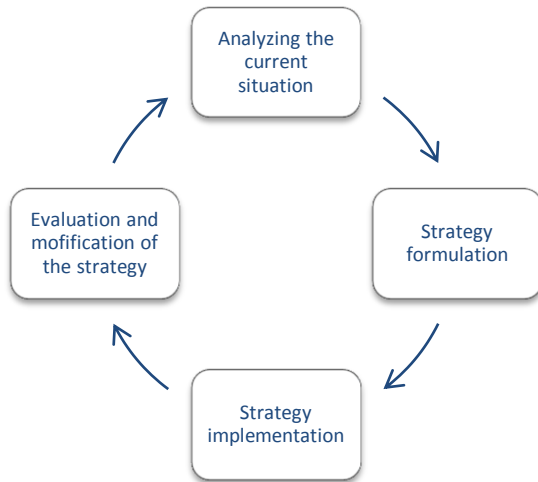 Analyzing the
current
situation
Strategy
formulation
Strategy
implementation
Evaluation and
mofification of
the strategy